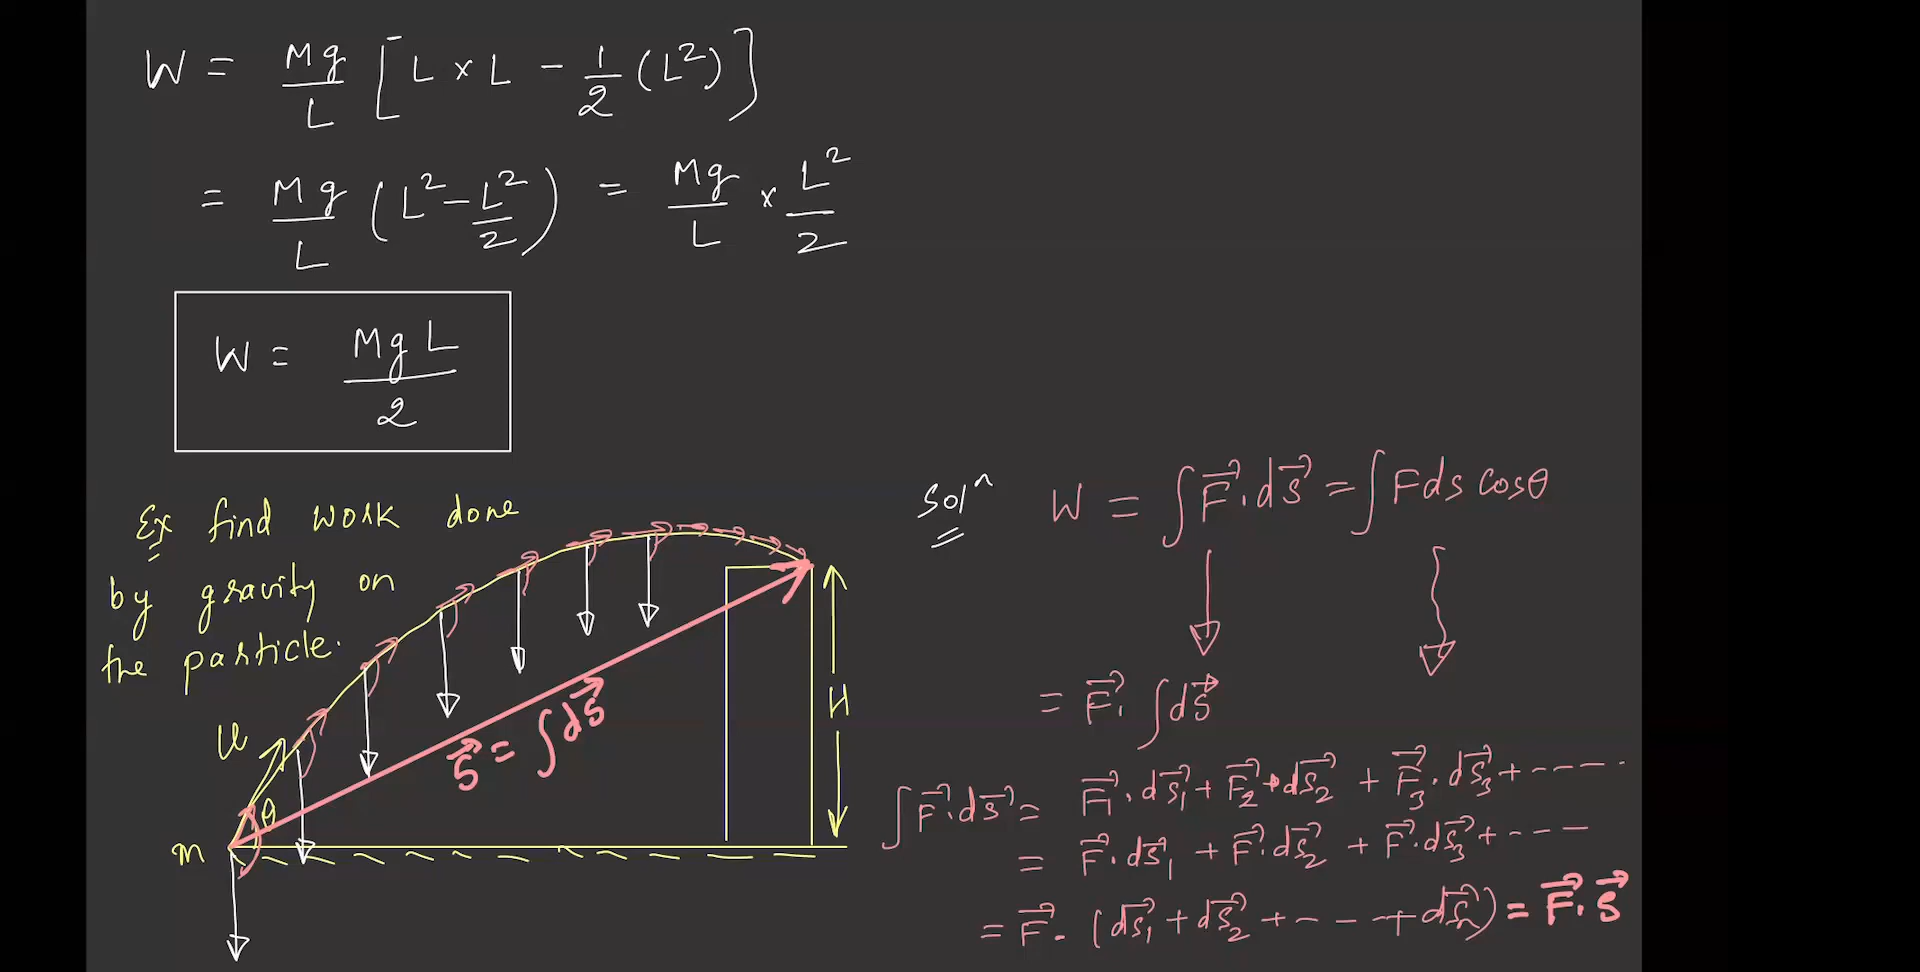 W = Mg/L [L × L - 1/2 (L²)]
= Mg/L (L² - L²/2) = Mg/L × L²/2
W = MgL/2
Ex find work done
by gravity on
the particle.
u
θ
m
H
S⃗ = ∫dS⃗
Solⁿ W = ∫F⃗.dS⃗ = ∫F ds cosθ
= F⃗. ∫dS⃗
∫F⃗.dS⃗ = F⃗₁.dS⃗₁ + F⃗₂.dS⃗₂ + F⃗₃.dS⃗₃ + -----
= F⃗.dS⃗₁ + F⃗.dS⃗₂ + F⃗.dS⃗₃ + ----
= F⃗. (dS⃗₁ + dS⃗₂ + --- + dS⃗ₙ) = F⃗.S⃗